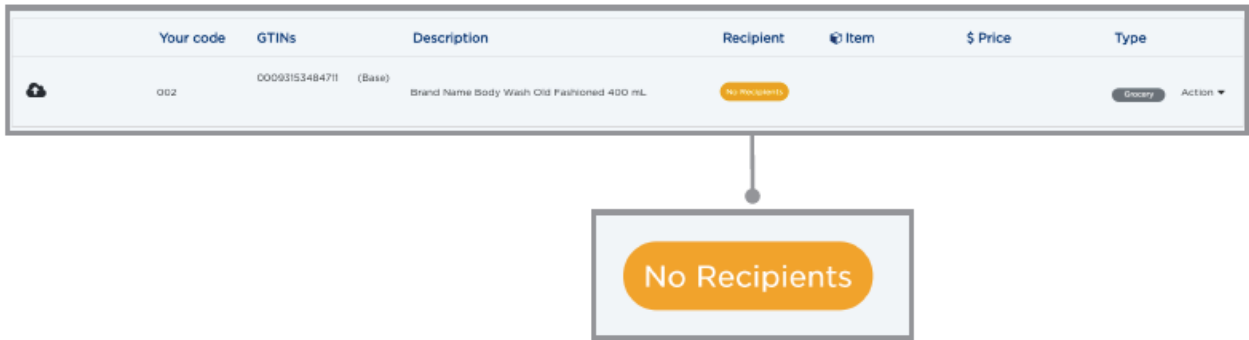 Your code GTINs Description Recipient Item $ Price Type
00093153484711 (Base)
002 Brand Name Body Wash Old Fashioned 400 mL No Recipients Grocery Action
No Recipients